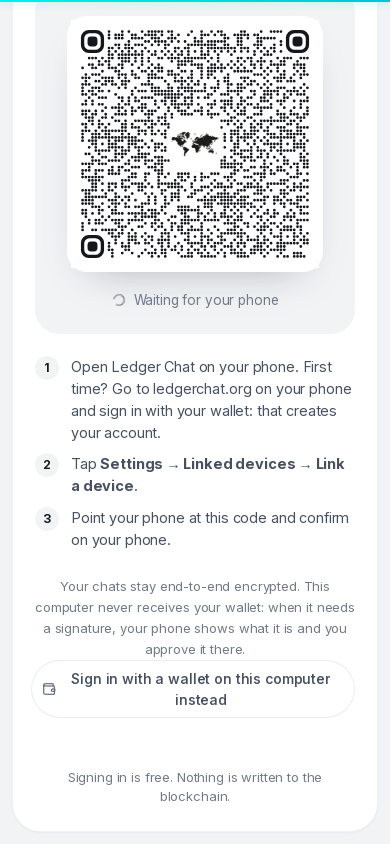 Waiting for your phone
1 Open Ledger Chat on your phone. First
time? Go to ledgerchat.org on your phone
and sign in with your wallet: that creates
your account.
2 Tap Settings → Linked devices → Link
a device.
3 Point your phone at this code and confirm
on your phone.
Your chats stay end-to-end encrypted. This
computer never receives your wallet: when it needs
a signature, your phone shows what it is and you
approve it there.
Sign in with a wallet on this computer
instead
Signing in is free. Nothing is written to the
blockchain.